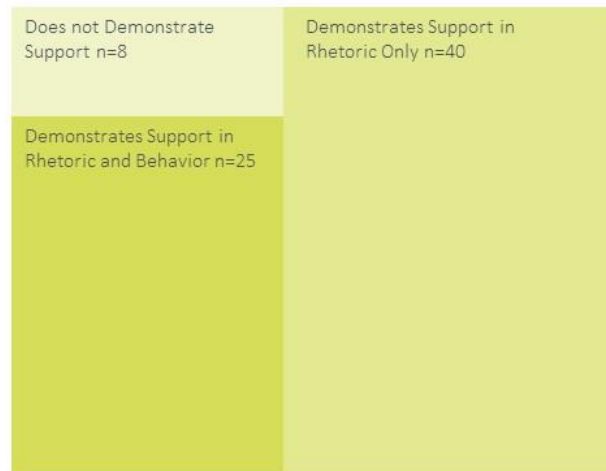 Does not Demonstrate
Support n=8
Demonstrates Support in
Rhetoric Only n=40
Demonstrates Support in
Rhetoric and Behavior n=25